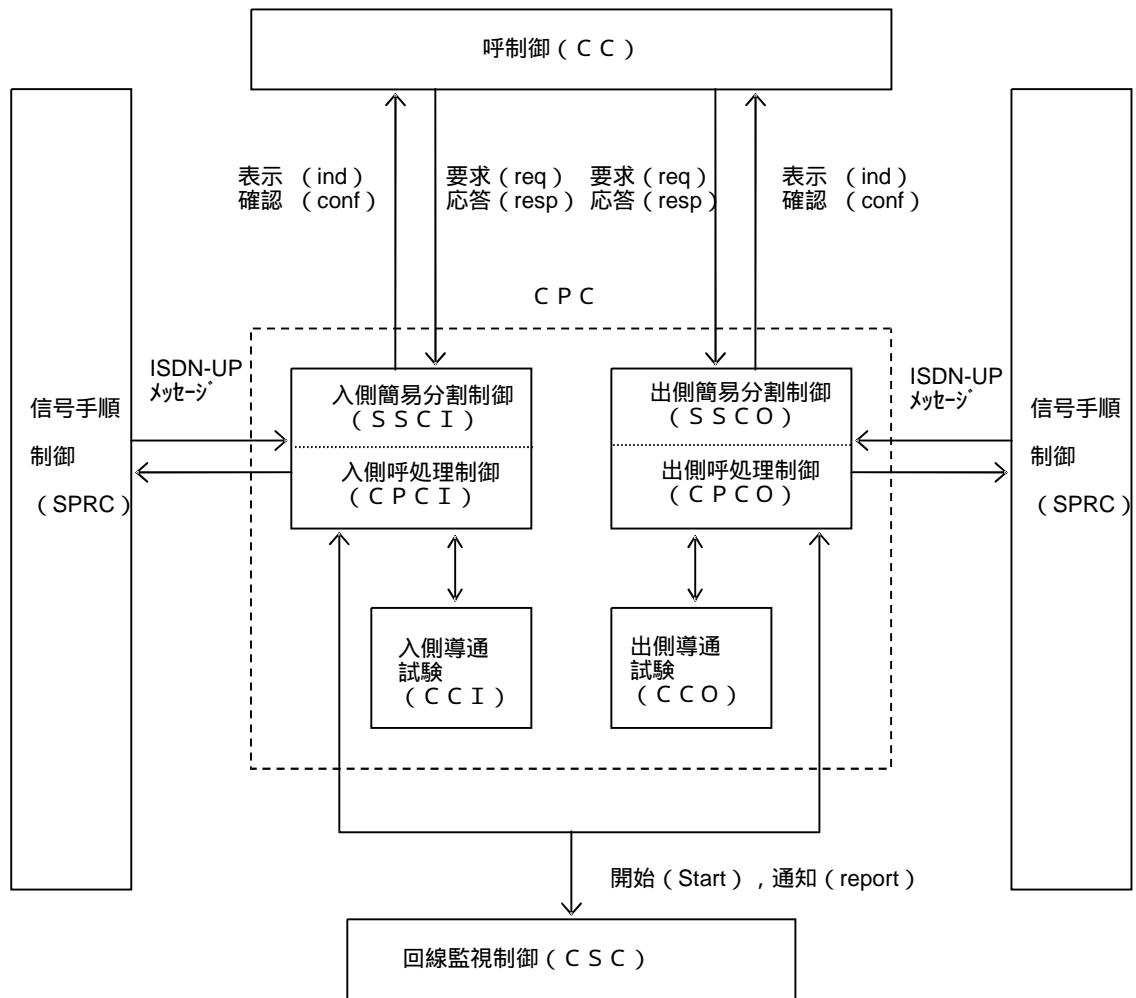 呼制御（ＣＣ）
表示 （ind）
確認 （conf）
要求（req）
応答（resp）
要求（req）
応答（resp）
表示 （ind）
確認 （conf）
ＣＰＣ
ISDN-UP
ﾒｯｾｰｼﾞ
ISDN-UP
ﾒｯｾｰｼﾞ
信号手順
制御
（SPRC）
入側簡易分割制御
（ＳＳＣＩ）
入側呼処理制御
（ＣＰＣＩ）
出側簡易分割制御
（ＳＳＣＯ）
出側呼処理制御
（ＣＰＣＯ）
信号手順
制御
（SPRC）
入側導通
試験
（ＣＣＩ）
出側導通
試験
（ＣＣＯ）
開始（Start）,通知（report）
回線監視制御（ＣＳＣ）